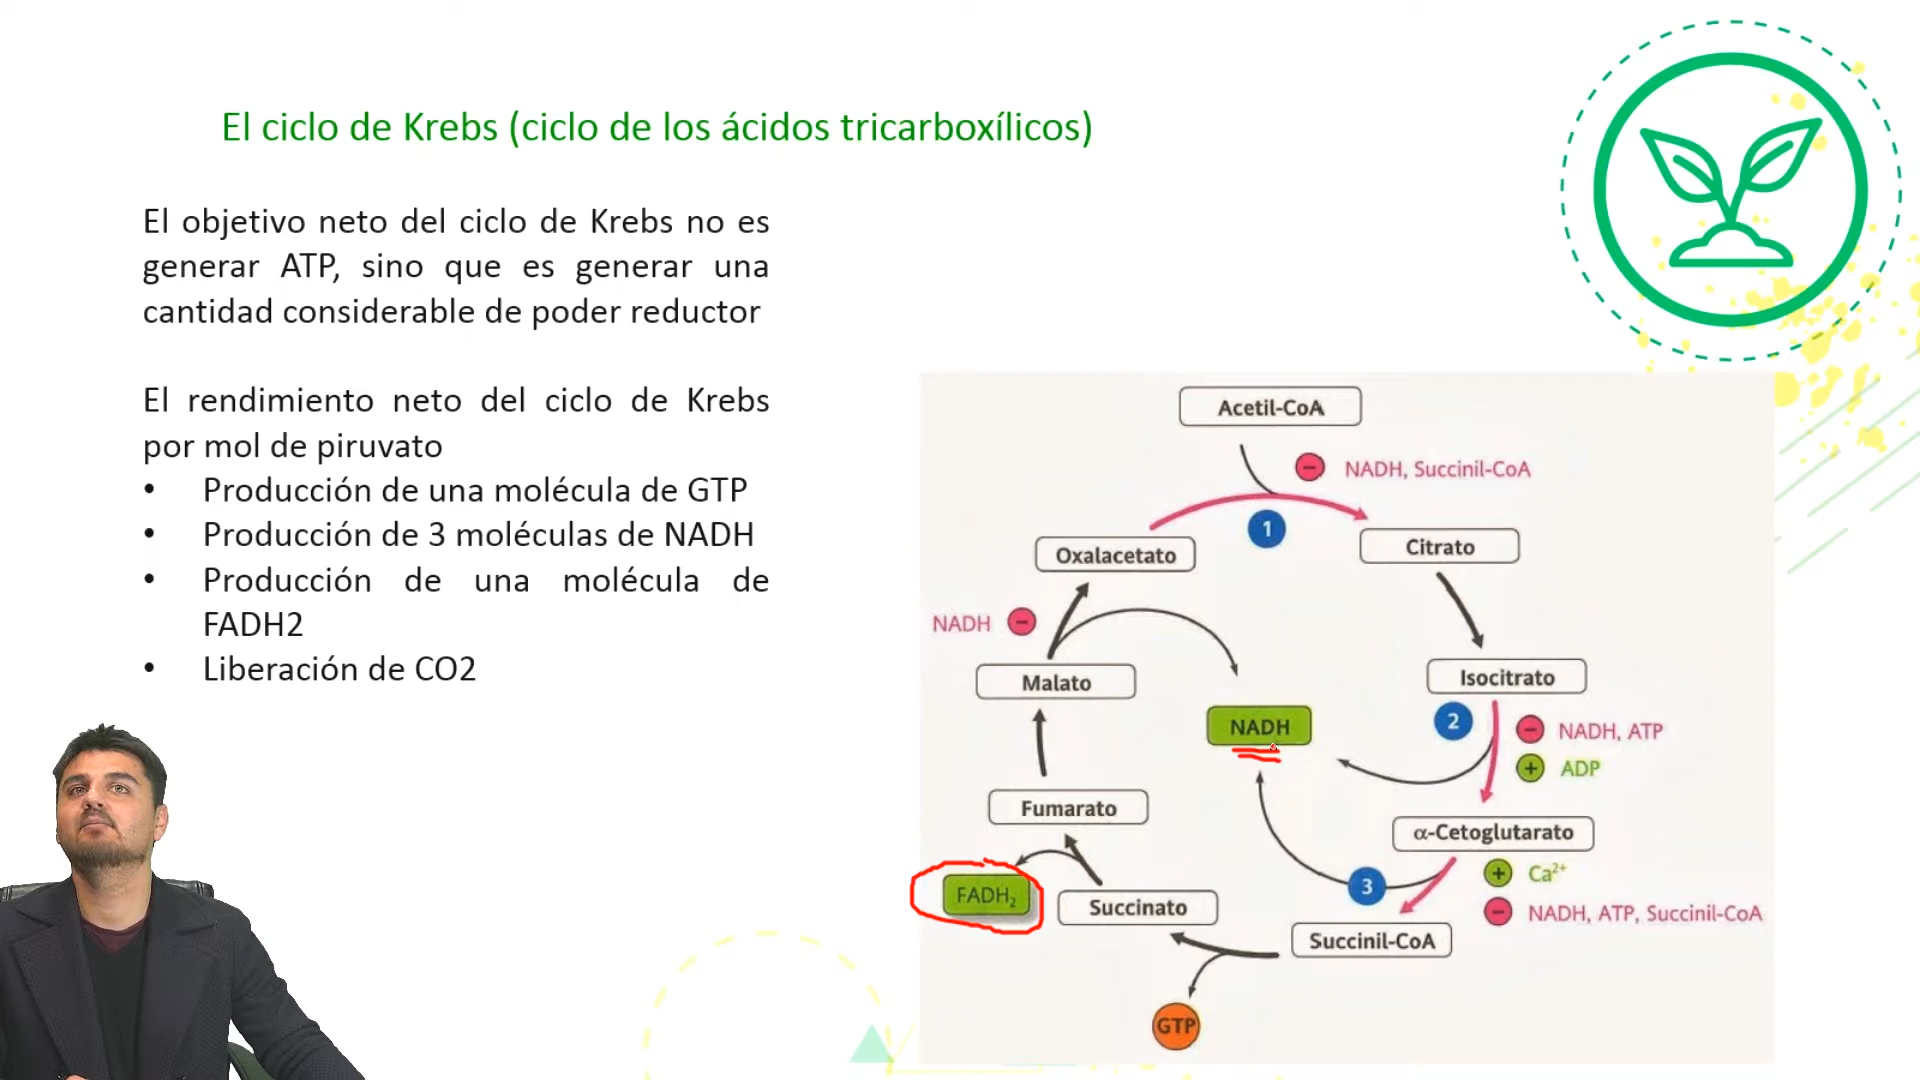 El ciclo de Krebs (ciclo de los ácidos tricarboxílicos)
El objetivo neto del ciclo de Krebs no es
generar ATP, sino que es generar una
cantidad considerable de poder reductor
El rendimiento neto del ciclo de Krebs
por mol de piruvato
• Producción de una molécula de GTP
• Producción de 3 moléculas de NADH
• Producción de una molécula de
FADH2
• Liberación de CO2
Acetil-CoA
− NADH, Succinil-CoA
1
Oxalacetato
Citrato
NADH −
Malato
Isocitrato
NADH
2
− NADH, ATP
+ ADP
Fumarato
α-Cetoglutarato
+ Ca²⁺
FADH₂
Succinato
3
− NADH, ATP, Succinil-CoA
Succinil-CoA
GTP